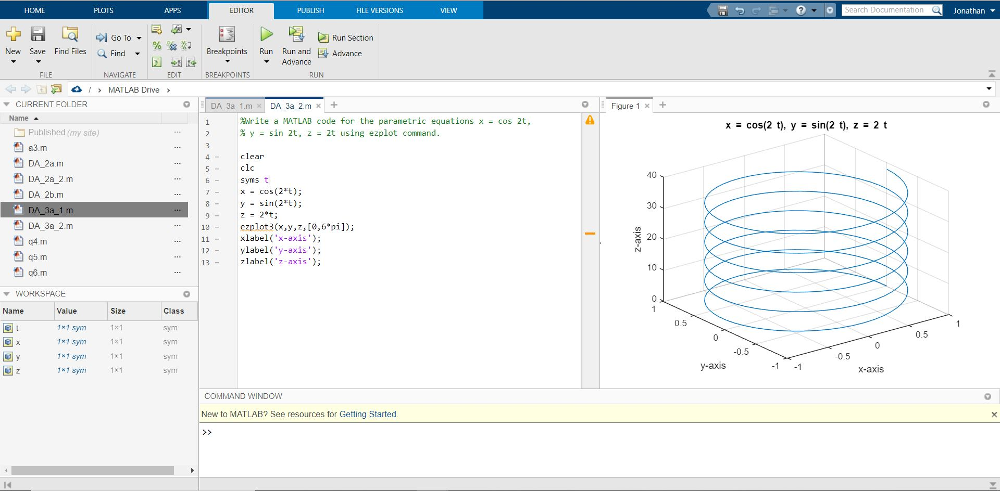 HOME PLOTS APPS EDITOR PUBLISH FILE VERSIONS VIEW Search Documentation Jonathan
New Save Find Files Go To Find Breakpoints Run Run and Advance Run Section Advance
FILE NAVIGATE EDIT BREAKPOINTS RUN
/ > MATLAB Drive >
CURRENT FOLDER
Name
Published (my site) ...
a3.m ...
DA_2a.m ...
DA_2a_2.m ...
DA_2b.m ...
DA_3a_1.m ...
DA_3a_2.m ...
q4.m ...
q5.m ...
q6.m ...
WORKSPACE
Name Value Size Class
t 1×1 sym 1×1 sym
x 1×1 sym 1×1 sym
y 1×1 sym 1×1 sym
z 1×1 sym 1×1 sym
DA_3a_1.m × DA_3a_2.m × +
1 %Write a MATLAB code for the parametric equations x = cos 2t,
2 % y = sin 2t, z = 2t using ezplot command.
3
4 – clear
5 – clc
6 – syms t
7 – x = cos(2*t);
8 – y = sin(2*t);
9 – z = 2*t;
10 – ezplot3(x,y,z,[0,6*pi]);
11 – xlabel('x-axis');
12 – ylabel('y-axis');
13 – zlabel('z-axis');
Figure 1 × +
x = cos(2 t), y = sin(2 t), z = 2 t
40
30
20
10
0
z-axis
1
0.5
0
-0.5
-1
y-axis
-1
-0.5
0
0.5
1
x-axis
COMMAND WINDOW
New to MATLAB? See resources for Getting Started.
>>